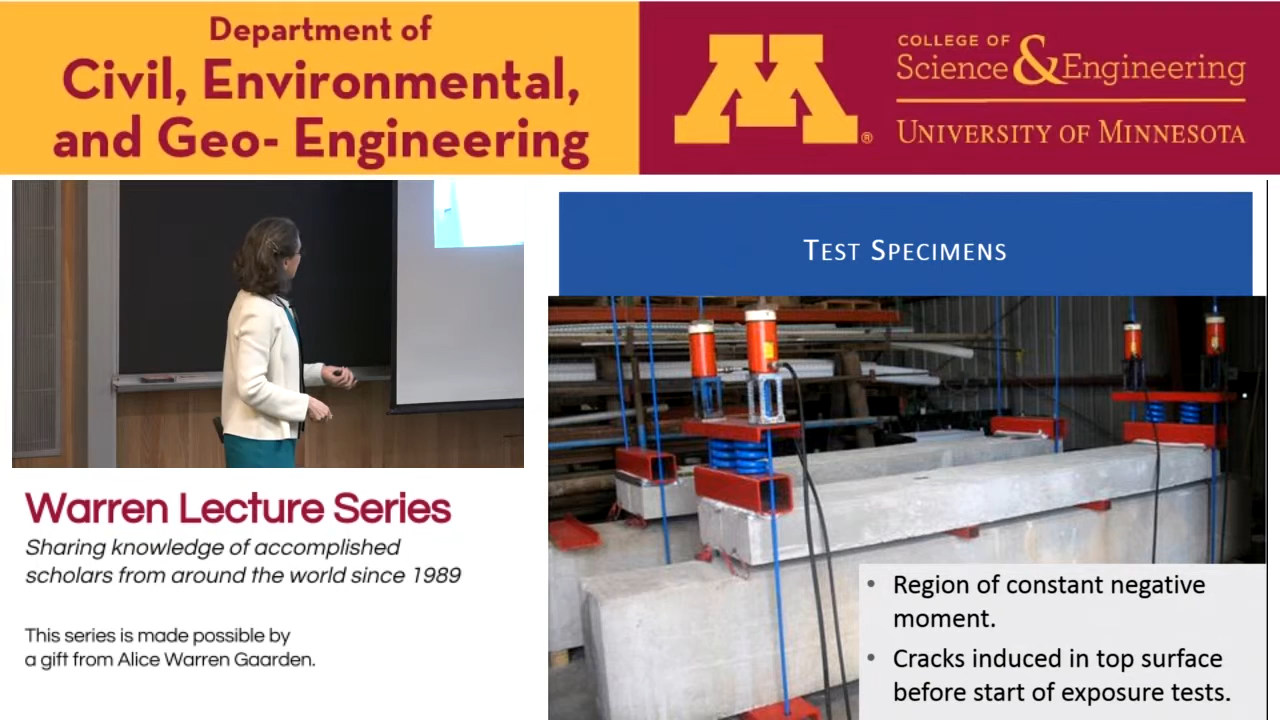 Department of
Civil, Environmental,
and Geo- Engineering
M®
COLLEGE OF
Science & Engineering
UNIVERSITY OF MINNESOTA
TEST SPECIMENS
• Region of constant negative
moment.
• Cracks induced in top surface
before start of exposure tests.
Warren Lecture Series
Sharing knowledge of accomplished
scholars from around the world since 1989
This series is made possible by
a gift from Alice Warren Gaarden.